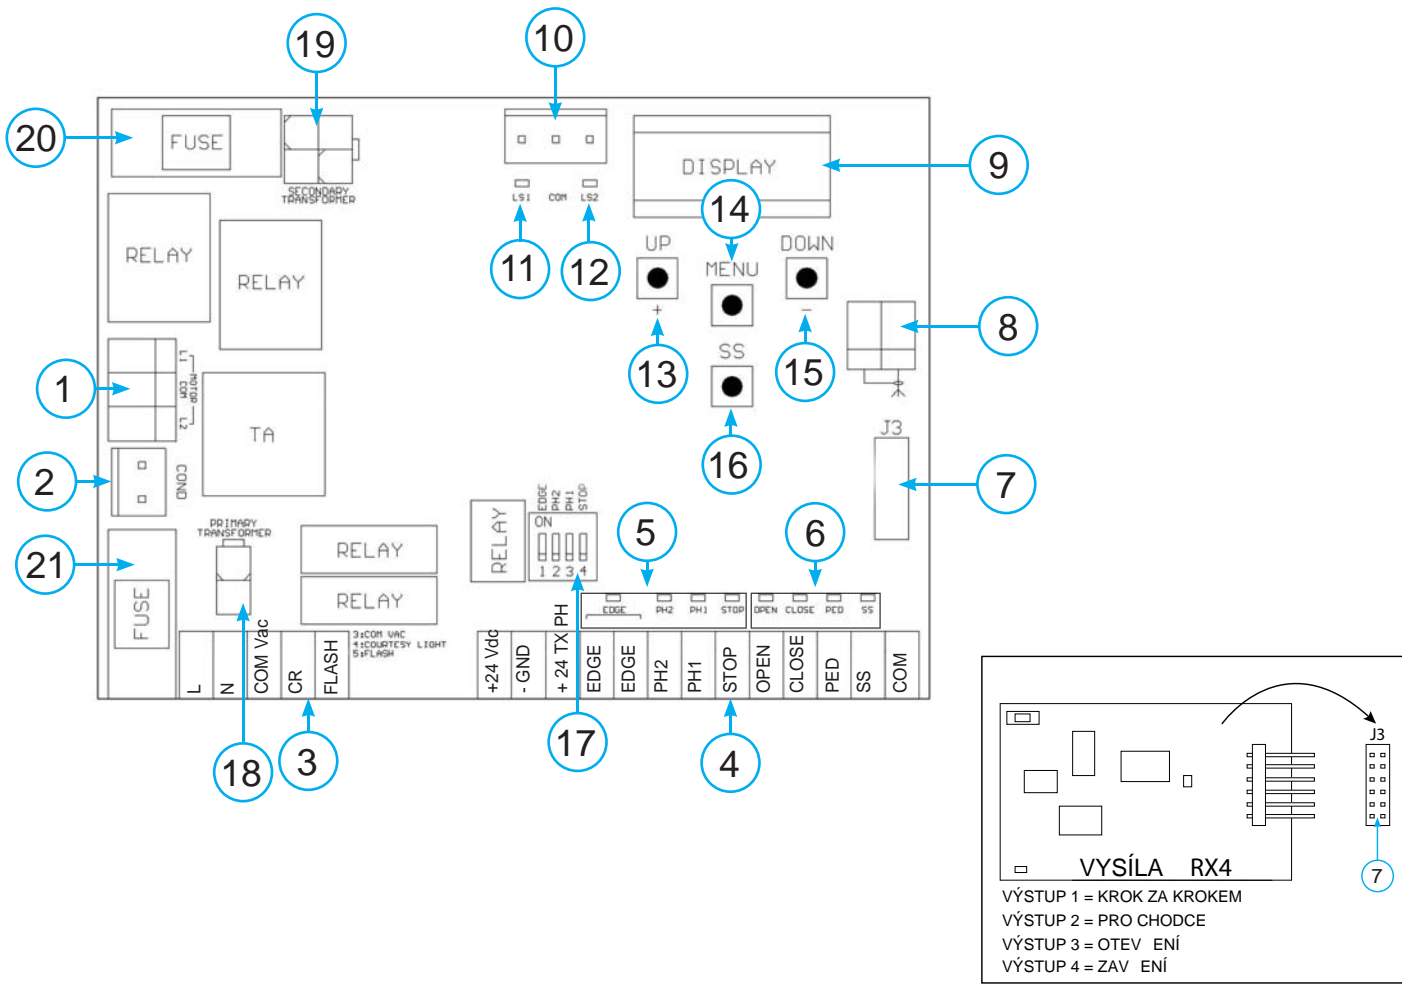 19
10
20
FUSE
SECONDARY
TRANSFORMER
LS1 COM LS2
DISPLAY
9
14
UP
DOWN
MENU
11
12
+
-
8
RELAY
RELAY
SS
13
15
1
L1
MOTOR
COM
L2
TA
J3
16
2
COND
7
PRIMARY
TRANSFORMER
EDGE
PH2
PH1
STOP
ON
1 2 3 4
RELAY
5
6
21
RELAY
FUSE
RELAY
EDGE PH2 PH1 STOP OPEN CLOSE PED SS
3:COM VAC
4:COURTESY LIGHT
5:FLASH
L
N
COM Vac
CR
FLASH
+24 Vdc
- GND
+ 24 TX PH
EDGE
EDGE
PH2
PH1
STOP
OPEN
CLOSE
PED
SS
COM
18
3
17
4
J3
VYSÍLA RX4
7
VÝSTUP 1 = KROK ZA KROKEM
VÝSTUP 2 = PRO CHODCE
VÝSTUP 3 = OTEV ENÍ
VÝSTUP 4 = ZAV ENÍ